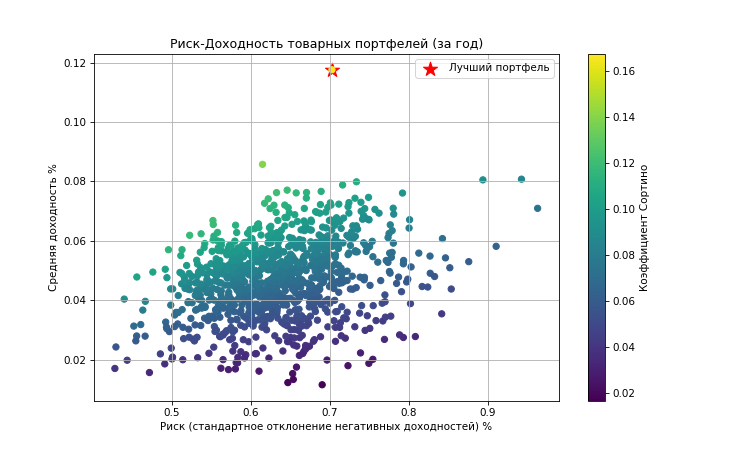 Риск-Доходность товарных портфелей (за год)
Лучший портфель
Средняя доходность %
0.12
0.10
0.08
0.06
0.04
0.02
0.5 0.6 0.7 0.8 0.9
Риск (стандартное отклонение негативных доходностей) %
0.16
0.14
0.12
0.10
0.08
0.06
0.04
0.02
Коэффициент Сортино